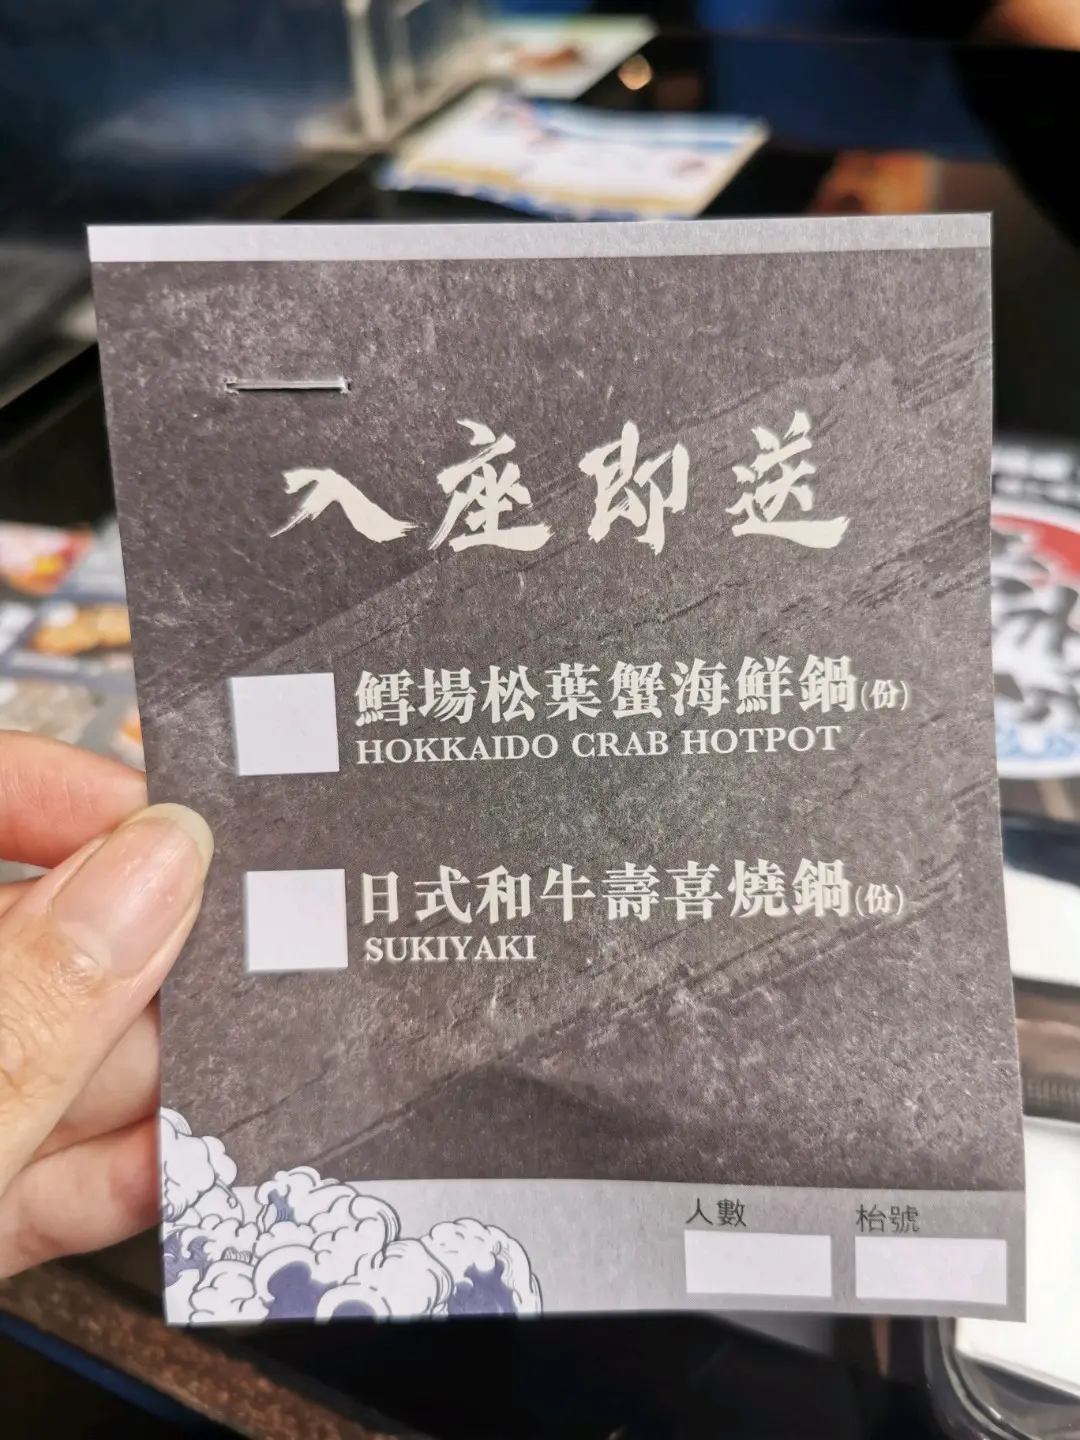 入座即送
鱈場松葉蟹海鮮鍋(份)
HOKKAIDO CRAB HOTPOT
日式和牛壽喜燒鍋(份)
SUKIYAKI
人數
枱號